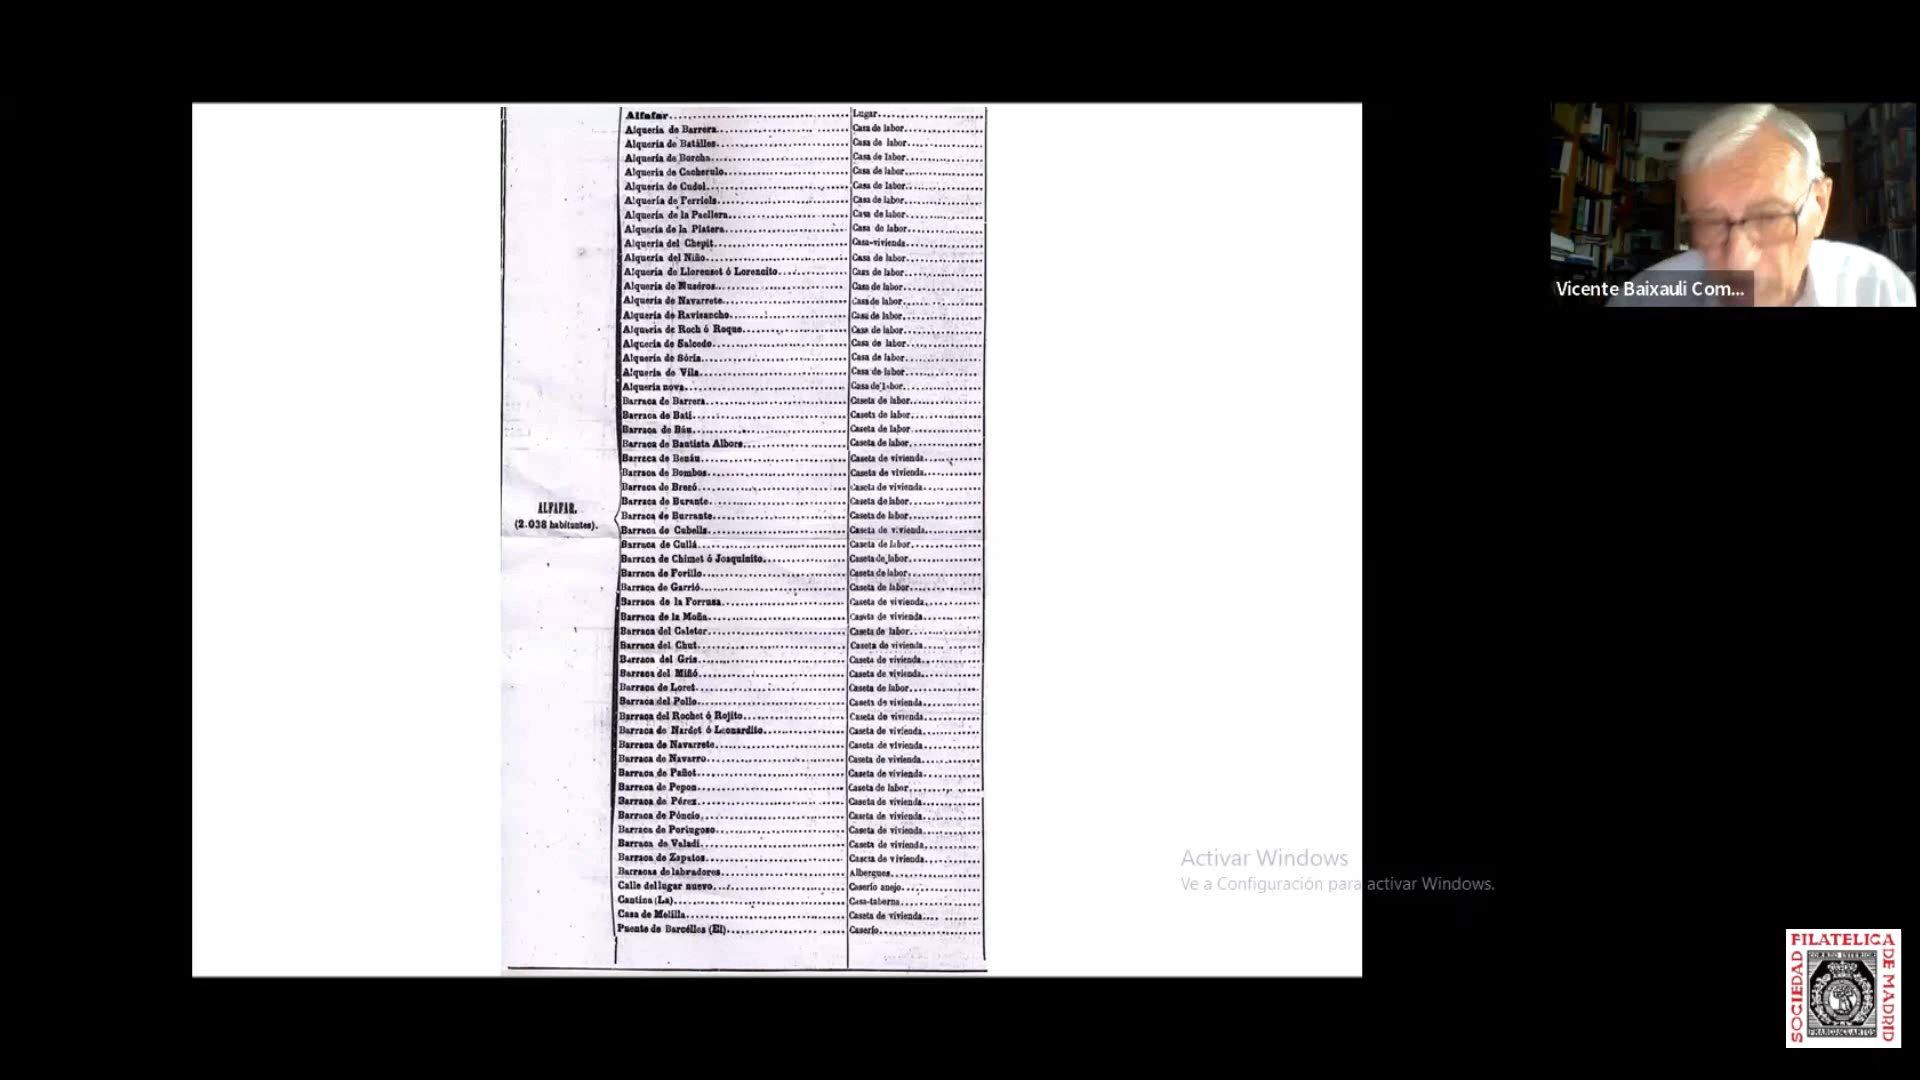 Alfafar Lugar
Alquería de Barrera Casa de labor
Alquería de Batálles Casa de labor
Alquería de Borcha Casa de labor
Alquería de Cacherulo Casa de labor
Alquería de Cudol Casa de labor
Alquería de Ferriols Casa de labor
Alquería de la Paellera Casa de labor
Alquería de la Platera Casa de labor
Alquería del Chepit Casa-vivienda
Alquería del Niño Casa de labor
Alquería de Llorenset ó Lorencito Casa de labor
Alquería de Muséros Casa de labor
Alquería de Navarrete Casa de labor
Alquería de Ravisancho Casa de labor
Alquería de Roch ó Roque Casa de labor
Alquería de Salcedo Casa de labor
Alquería de Sória Casa de labor
Alquería de Vila Casa de labor
Alquería nova Casa de labor
Barraca de Barrera Caseta de labor
Barraca de Bati Caseta de labor
Barraca de Báu Caseta de labor
Barraca de Bautista Albors Caseta de labor
Barraca de Benáu Caseta de vivienda
Barraca de Bombos Caseta de vivienda
Barraca de Bresó Caseta de vivienda
Barraca de Burante Caseta de labor
ALFAFAR.
(2.038 habitantes).
Barraca de Burrante Caseta de labor
Barraca de Cubells Caseta de vivienda
Barraca de Cullá Caseta de labor
Barraca de Chimet ó Joaquinito Caseta de labor
Barraca de Forillo Caseta de labor
Barraca de Garrió Caseta de labor
Barraca de la Forrusa Caseta de vivienda
Barraca de la Moña Caseta de vivienda
Barraca del Caletor Caseta de labor
Barraca del Chut Caseta de vivienda
Barraca del Gris Caseta de vivienda
Barraca del Miñó Caseta de vivienda
Barraca de Loret Caseta de labor
Barraca del Pollo Caseta de vivienda
Barraca del Rochet ó Rojito Caseta de vivienda
Barraca de Nardet ó Leonardito Caseta de vivienda
Barraca de Navarrete Caseta de vivienda
Barraca de Navarro Caseta de vivienda
Barraca de Pañot Caseta de vivienda
Barraca de Pepon Caseta de labor
Barraca de Pérez Caseta de vivienda
Barraca de Póncio Caseta de vivienda
Barraca de Poringoso Caseta de vivienda
Barraca de Valadí Caseta de vivienda
Barraca de Zapatos Caseta de vivienda
Barracas de labradores Albergues
Calle del lugar nuevo Caserío anejo
Cantina (La) Casa-taberna
Casa de Melilla Caseta de vivienda
Puente de Barcélles (El) Caserío
Vicente Baixauli Com...
Activar Windows
Ve a Configuración para activar Windows.
SOCIEDAD
FILATELICA
DE MADRID
CORREO INTERIOR
FRANCO 3 CUARTOS